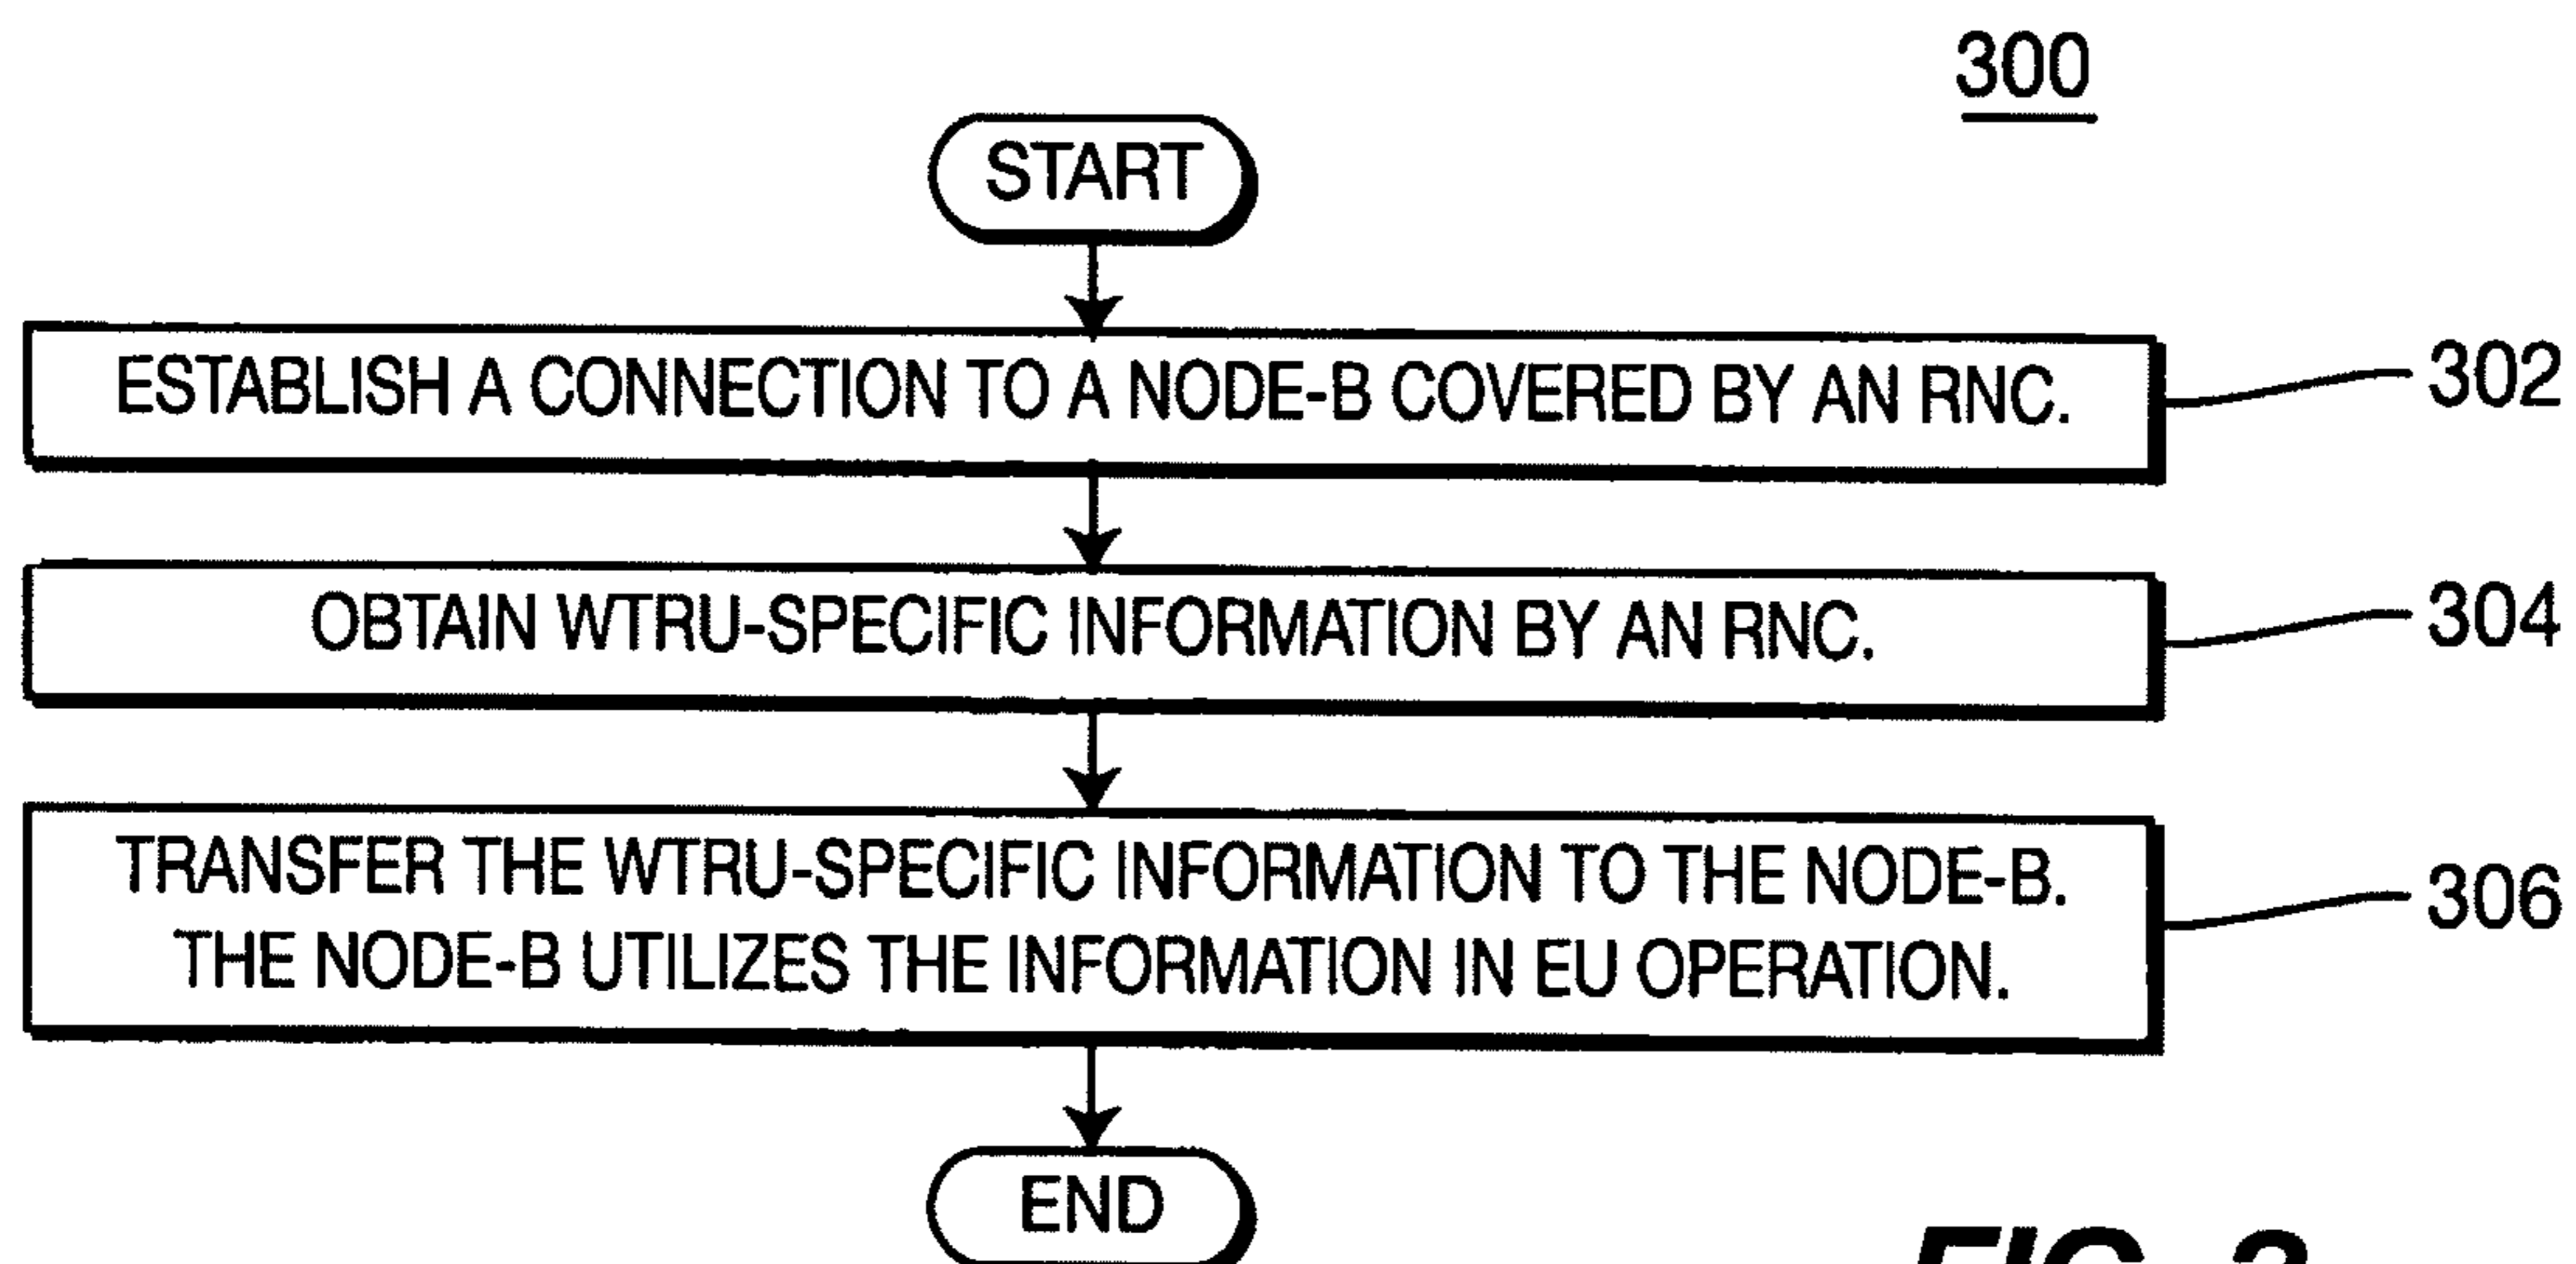 300
START
ESTABLISH A CONNECTION TO A NODE-B COVERED BY AN RNC.
302
OBTAIN WTRU-SPECIFIC INFORMATION BY AN RNC.
304
TRANSFER THE WTRU-SPECIFIC INFORMATION TO THE NODE-B.
THE NODE-B UTILIZES THE INFORMATION IN EU OPERATION.
306
END